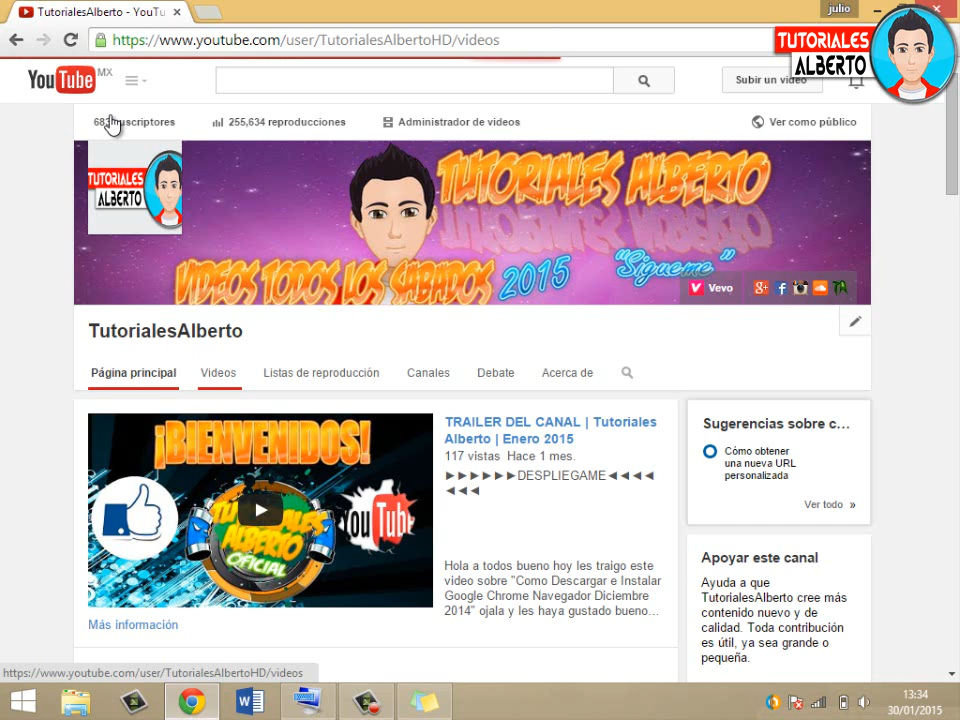 TutorialesAlberto - YouTu
julio
https://www.youtube.com/user/TutorialesAlbertoHD/videos
TUTORIALES
ALBERTO
YouTube MX
Subir un video
suscriptores
255,634 reproducciones
Administrador de videos
Ver como público
TUTORIALES
ALBERTO
TUTORIALES ALBERTO
VIDEOS TODOS LOS SABADOS 2015
"Sigueme"
Vevo
TutorialesAlberto
Página principal
Videos
Listas de reproducción
Canales
Debate
Acerca de
¡BIENVENIDOS!
TUTORIALES
ALBERTO
OFICIAL
YouTube
TRAILER DEL CANAL | Tutoriales
Alberto | Enero 2015
117 vistas Hace 1 mes.
►►►►►►DESPLIEGAME◄◄◄◄
◄◄◄
Hola a todos bueno hoy les traigo este
video sobre "Como Descargar e Instalar
Google Chrome Navegador Diciembre
2014" ojala y les haya gustado bueno...
Más información
Sugerencias sobre c...
Cómo obtener
una nueva URL
personalizada
Ver todo »
Apoyar este canal
Ayuda a que
TutorialesAlberto cree más
contenido nuevo y de
calidad. Toda contribución
es útil, ya sea grande o
pequeña.
https://www.youtube.com/user/TutorialesAlbertoHD/videos
13:34
30/01/2015